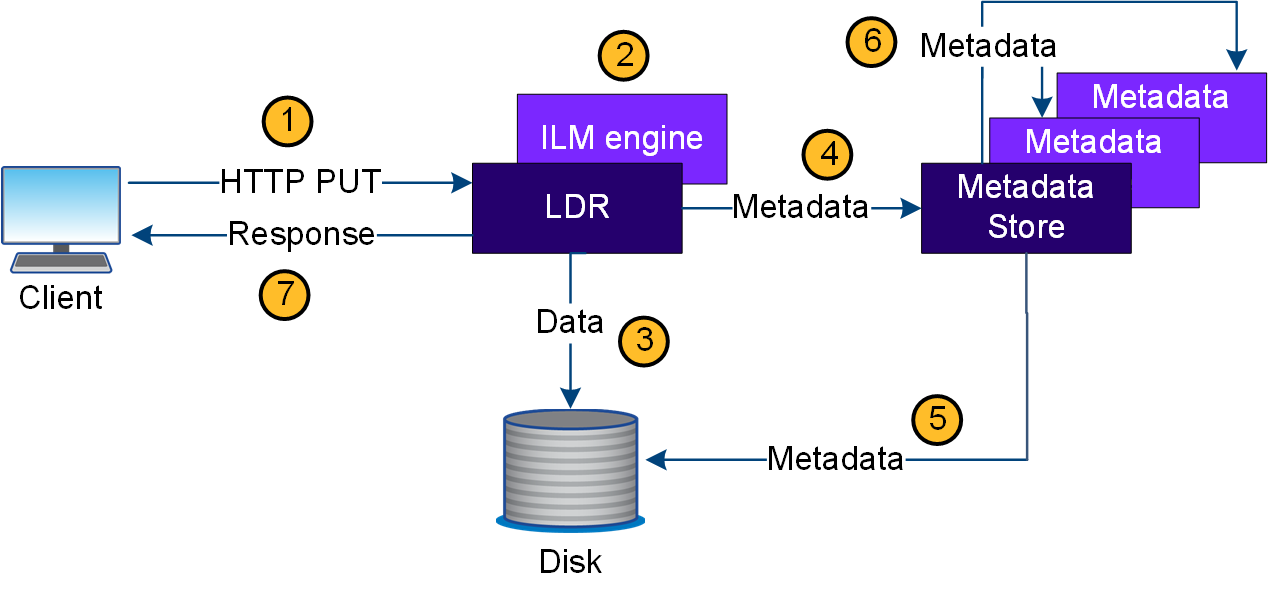 6
Metadata
2
Metadata
1
ILM engine
4
Metadata
HTTP PUT
LDR
Metadata
Metadata
Store
Response
7
Client
Data
3
5
Metadata
Disk